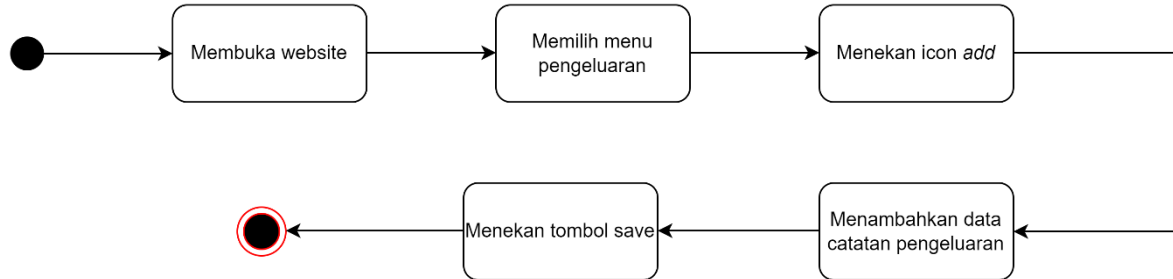 Membuka website
Memilih menu
pengeluaran
Menekan icon add
Menekan tombol save
Menambahkan data
catatan pengeluaran